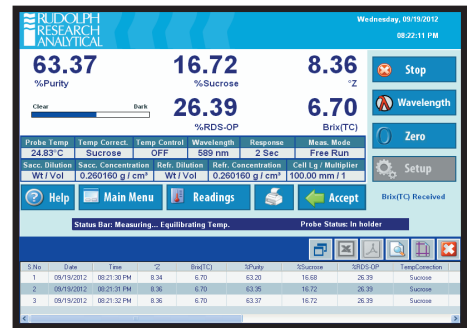 RUDOLPH
RESEARCH
ANALYTICAL
Wednesday, 09/19/2012
08:22:11 PM
63.37 16.72 8.36
%Purity %Sucrose °Z
Clear Dark
26.39 6.70
%RDS-OP Brix(TC)
Stop
Wavelength
Zero
Setup
Probe Temp Temp Correct. Temp Control Wavelength Response Meas. Mode
24.83°C Sucrose OFF 589 nm 2 Sec Free Run
Sacc. Dilution Sacc. Concentration Refr. Dilution Refr. Concentration Cell Lg / Multiplier
Wt / Vol 0.260160 g / cm³ Wt / Vol 0.260160 g / cm³ 100.00 mm / 1
Help Main Menu Readings Accept
Brix(TC) Received
Status Bar: Measuring... Equilibrating Temp. Probe Status: In holder
S.No Date Time °Z Brix(TC) %Purity %Sucrose %RDS-OP TempCorrection
1 09/19/2012 08:21:30 PM 8.34 6.70 63.20 16.68 26.39 Sucrose
2 09/19/2012 08:21:31 PM 8.36 6.70 63.35 16.72 26.39 Sucrose
3 09/19/2012 08:21:32 PM 8.36 6.70 63.37 16.72 26.39 Sucrose